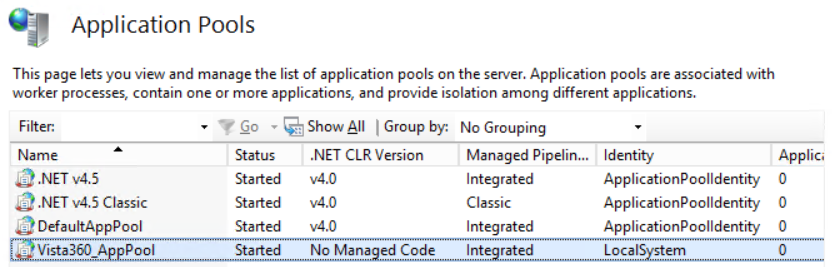 Application Pools
This page lets you view and manage the list of application pools on the server. Application pools are associated with
worker processes, contain one or more applications, and provide isolation among different applications.
Filter: Go Show All Group by: No Grouping
Name Status .NET CLR Version Managed Pipelin... Identity Applica
.NET v4.5 Started v4.0 Integrated ApplicationPoolIdentity 0
.NET v4.5 Classic Started v4.0 Classic ApplicationPoolIdentity 0
DefaultAppPool Started v4.0 Integrated ApplicationPoolIdentity 0
Vista360_AppPool Started No Managed Code Integrated LocalSystem 0